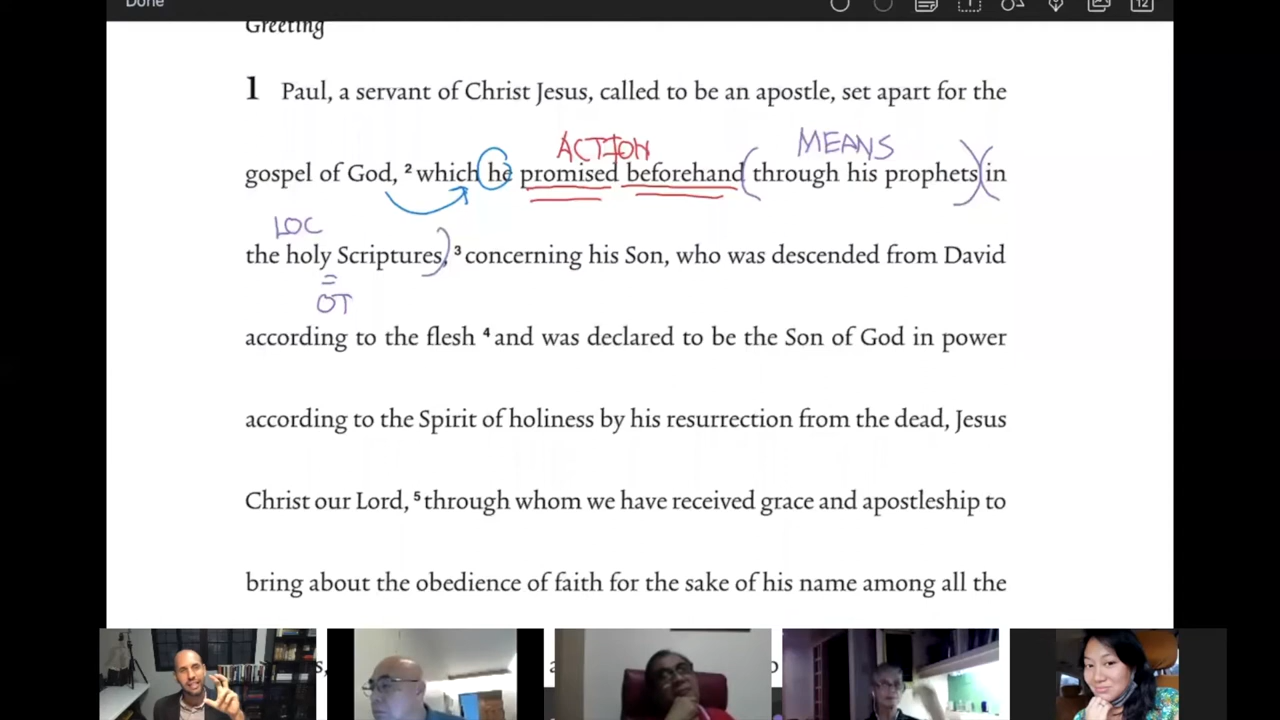 Done
Greeting
1 Paul, a servant of Christ Jesus, called to be an apostle, set apart for the
ACTION MEANS
gospel of God, ² which he promised beforehand (through his prophets) (in
LOC
the holy Scriptures,) ³ concerning his Son, who was descended from David
=
OT
according to the flesh ⁴ and was declared to be the Son of God in power
according to the Spirit of holiness by his resurrection from the dead, Jesus
Christ our Lord, ⁵ through whom we have received grace and apostleship to
bring about the obedience of faith for the sake of his name among all the